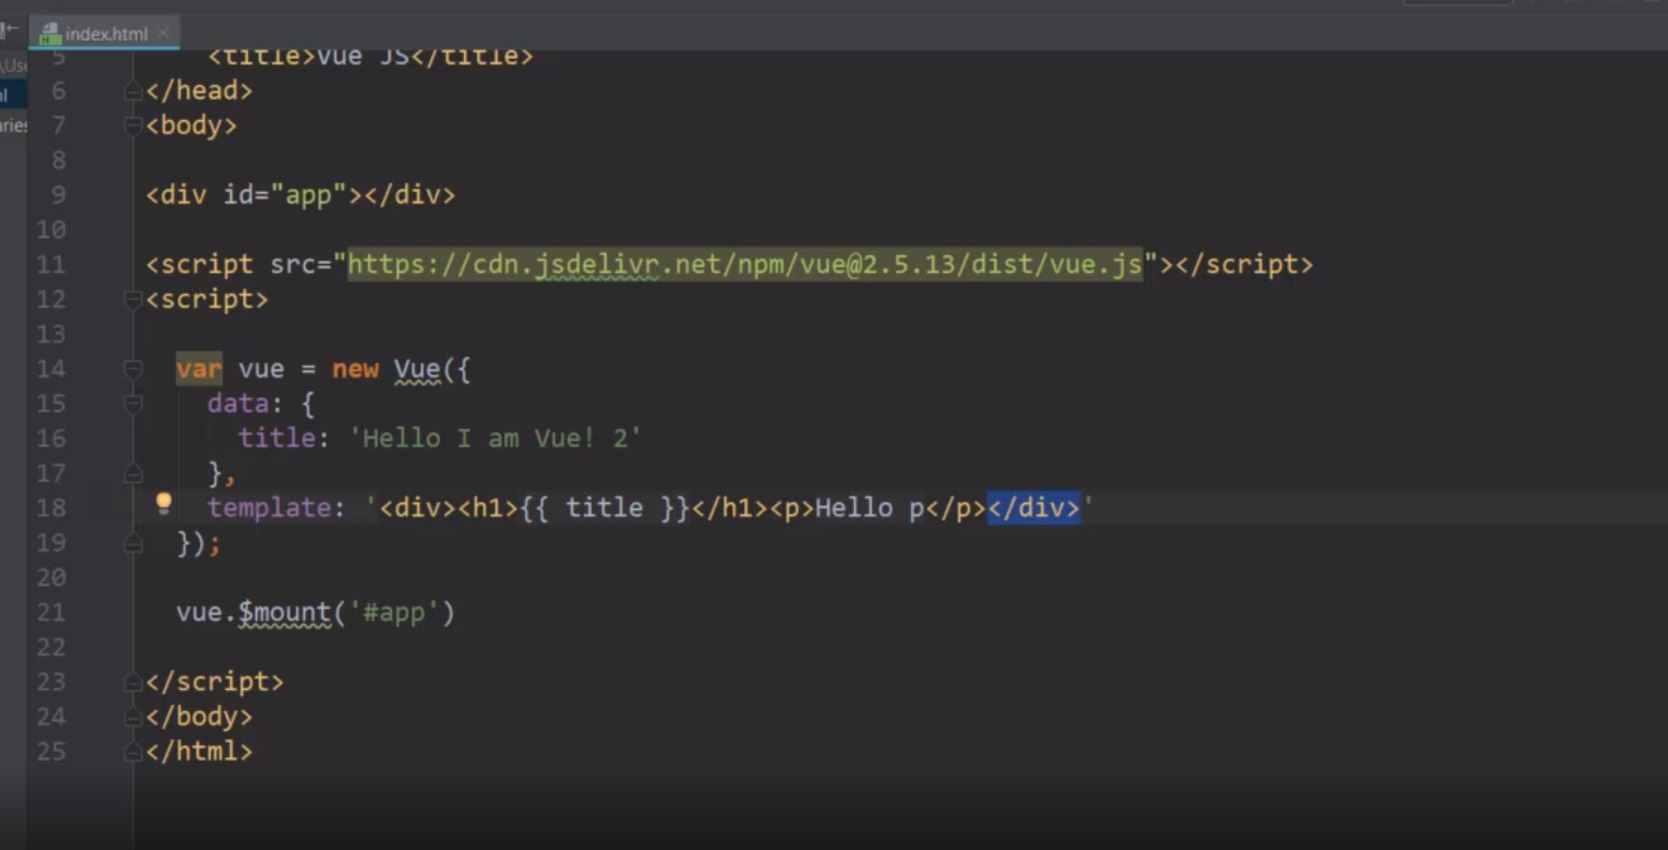 index.html
5 <title>Vue JS</title>
6 </head>
7 <body>
8
9 <div id="app"></div>
10
11 <script src="https://cdn.jsdelivr.net/npm/vue@2.5.13/dist/vue.js"></script>
12 <script>
13
14 var vue = new Vue({
15 data: {
16 title: 'Hello I am Vue! 2'
17 },
18 template: '<div><h1>{{ title }}</h1><p>Hello p</p></div>'
19 });
20
21 vue.$mount('#app')
22
23 </script>
24 </body>
25 </html>